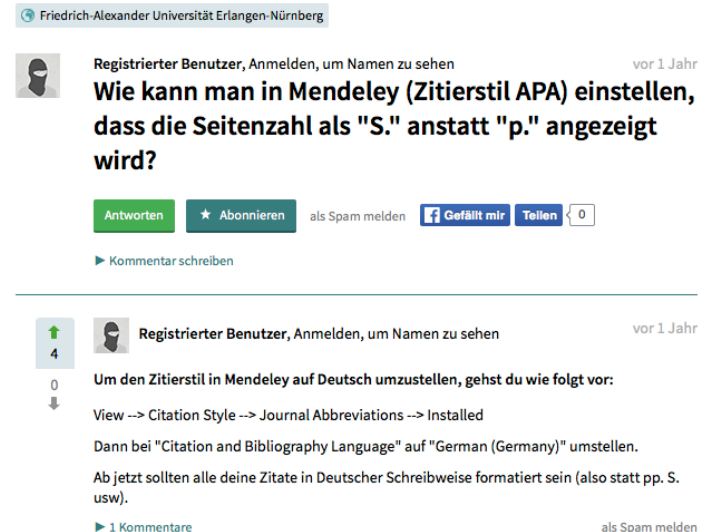 Friedrich-Alexander Universität Erlangen-Nürnberg
Registrierter Benutzer, Anmelden, um Namen zu sehen
vor 1 Jahr
Wie kann man in Mendeley (Zitierstil APA) einstellen,
dass die Seitenzahl als "S." anstatt "p." angezeigt
wird?
Antworten
★ Abonnieren
als Spam melden
Gefällt mir
Teilen
0
▶ Kommentar schreiben
Registrierter Benutzer, Anmelden, um Namen zu sehen
vor 1 Jahr
4
0
Um den Zitierstil in Mendeley auf Deutsch umzustellen, gehst du wie folgt vor:
View --> Citation Style --> Journal Abbreviations --> Installed
Dann bei "Citation and Bibliography Language" auf "German (Germany)" umstellen.
Ab jetzt sollten alle deine Zitate in Deutscher Schreibweise formatiert sein (also statt pp. S.
usw).
▶ 1 Kommentare
als Spam melden